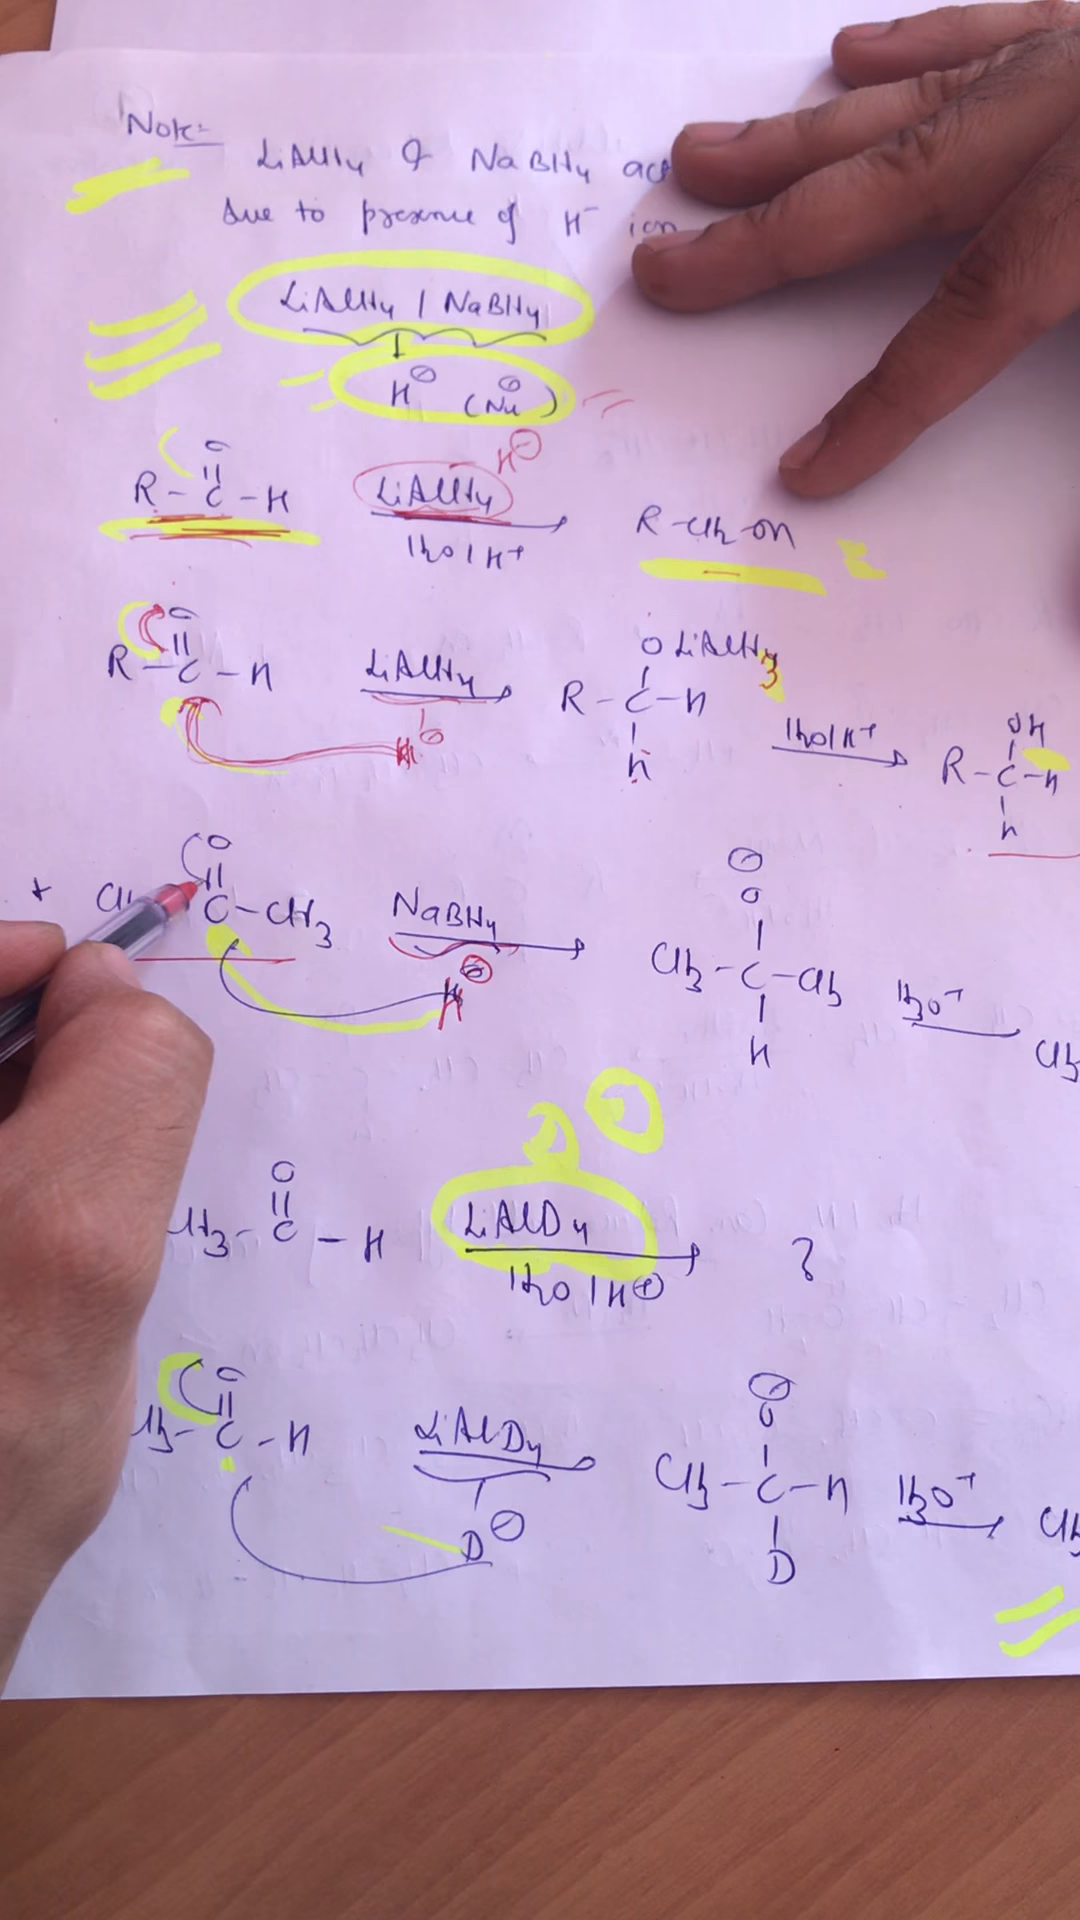 Note:-
LiAlH4 & NaBH4 act
due to presence of H⁻ ion
LiAlH4 / NaBH4
H⊖ (Nu⊖)
H⊖
O
||
R - C - H LiAlH4 R - CH2 - OH
H2O / H+
O
||
R - C - H LiAlH4 OLiAlH3
R - C - H H2O / H+ OH
H⊖ H R - C - H
H
O
||
C - CH3 NaBH4 ⊖
O
CH3 - C - CH3 H3O+ CH3
H⊖ H
O
||
CH3 - C - H LiAlD4 ?
H2O / H⊕
O
||
C - H LiAlD4 ⊖
O
CH3 - C - H H3O+ CH3
D⊖ D